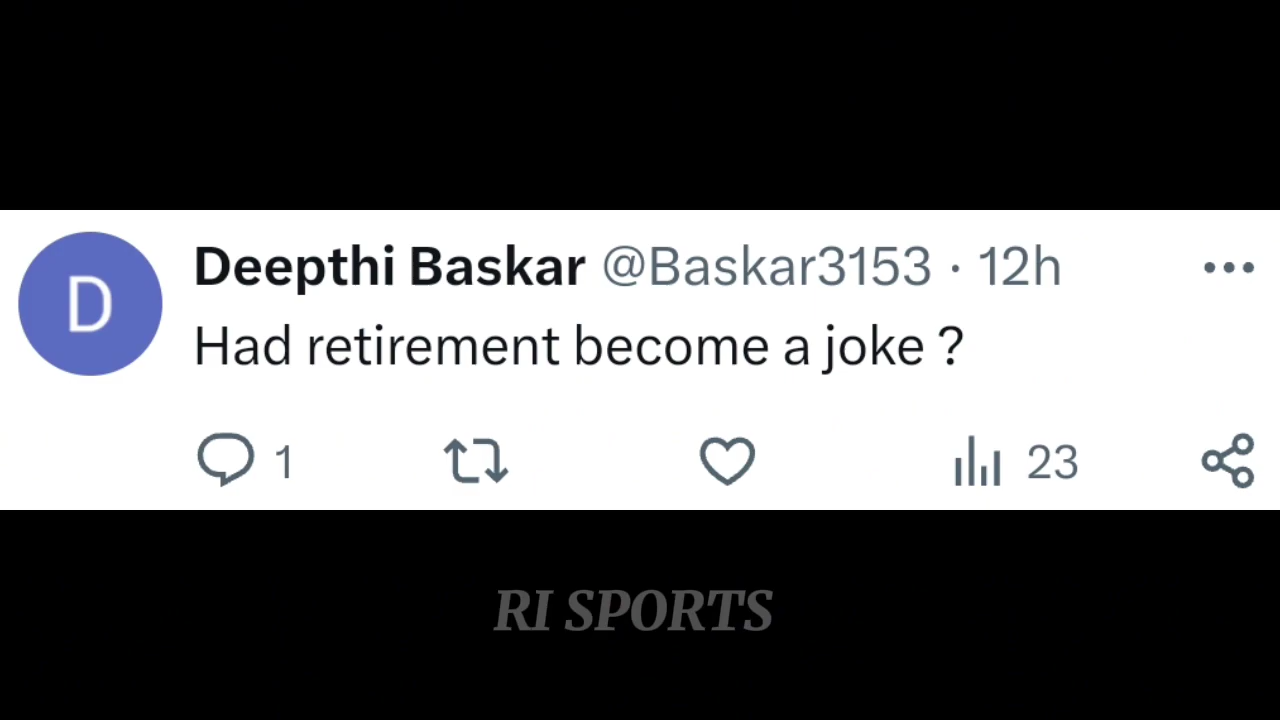 D
Deepthi Baskar @Baskar3153 · 12h
Had retirement become a joke ?
1 23
RI SPORTS